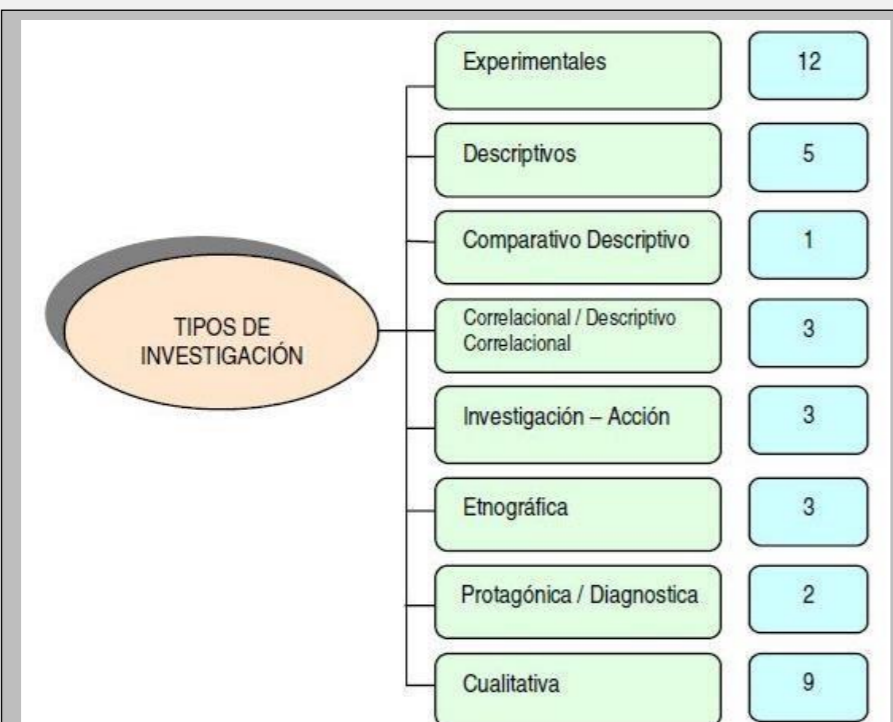 Experimentales 12
Descriptivos 5
Comparativo Descriptivo 1
TIPOS DE
INVESTIGACIÓN
Correlacional / Descriptivo
Correlacional 3
Investigación – Acción 3
Etnográfica 3
Protagónica / Diagnostica 2
Cualitativa 9